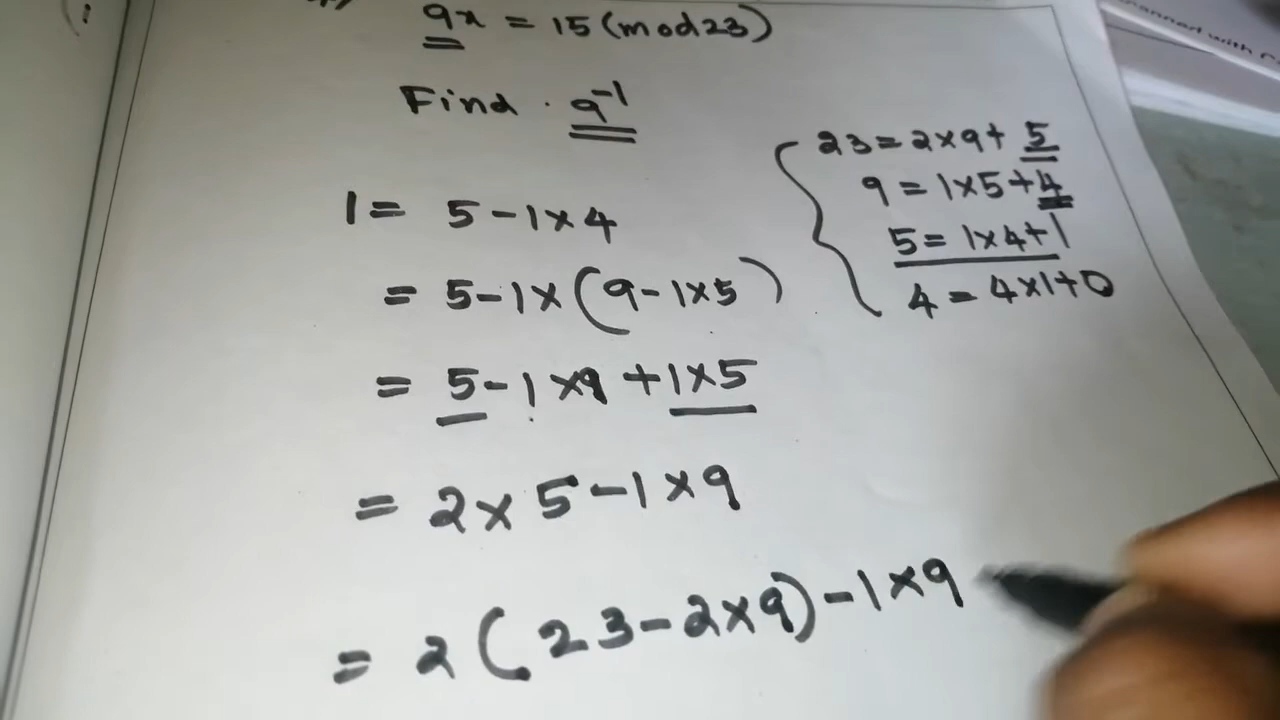 9x = 15 (mod 23)
Find . 9⁻¹
23 = 2×9 + 5
9 = 1×5+4
5 = 1×4+1
4 = 4×1+0
1 = 5 - 1×4
= 5-1×(9-1×5)
= 5-1×9+1×5
= 2×5-1×9
= 2(23-2×9)-1×9